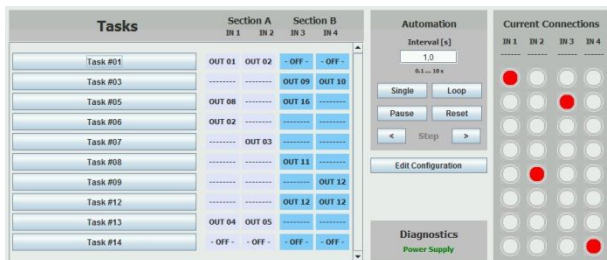 Tasks Section A Section B
IN 1 IN 2 IN 3 IN 4
Task #01 OUT 01 OUT 02 - OFF - - OFF -
Task #03 -------- -------- OUT 09 OUT 10
Task #05 OUT 08 -------- OUT 16 --------
Task #06 OUT 02 -------- -------- --------
Task #07 -------- OUT 03 -------- --------
Task #08 -------- -------- OUT 11 --------
Task #09 -------- -------- -------- OUT 12
Task #12 -------- -------- OUT 12 OUT 12
Task #13 OUT 04 OUT 05 -------- --------
Task #14 - OFF - - OFF - - OFF - - OFF -
Automation
Interval [s]
1,0
0.1 ... 10 s
Single Loop
Pause Reset
< Step >
Edit Configuration
Diagnostics
Power Supply
Current Connections
IN 1 IN 2 IN 3 IN 4
------ ------ ------ ------